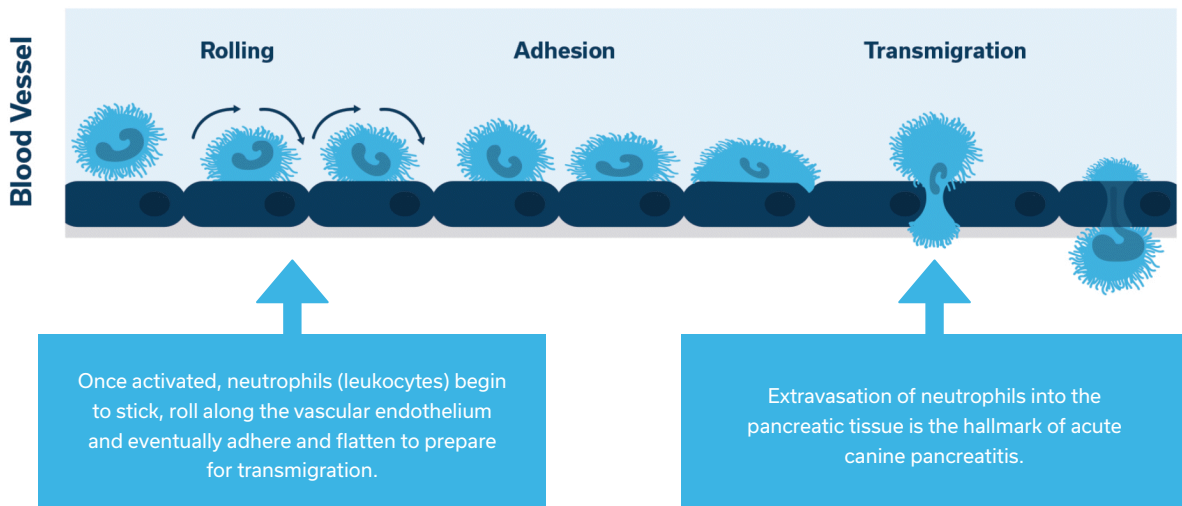 Blood Vessel
Rolling
Adhesion
Transmigration
Once activated, neutrophils (leukocytes) begin
to stick, roll along the vascular endothelium
and eventually adhere and flatten to prepare
for transmigration.
Extravasation of neutrophils into the
pancreatic tissue is the hallmark of acute
canine pancreatitis.